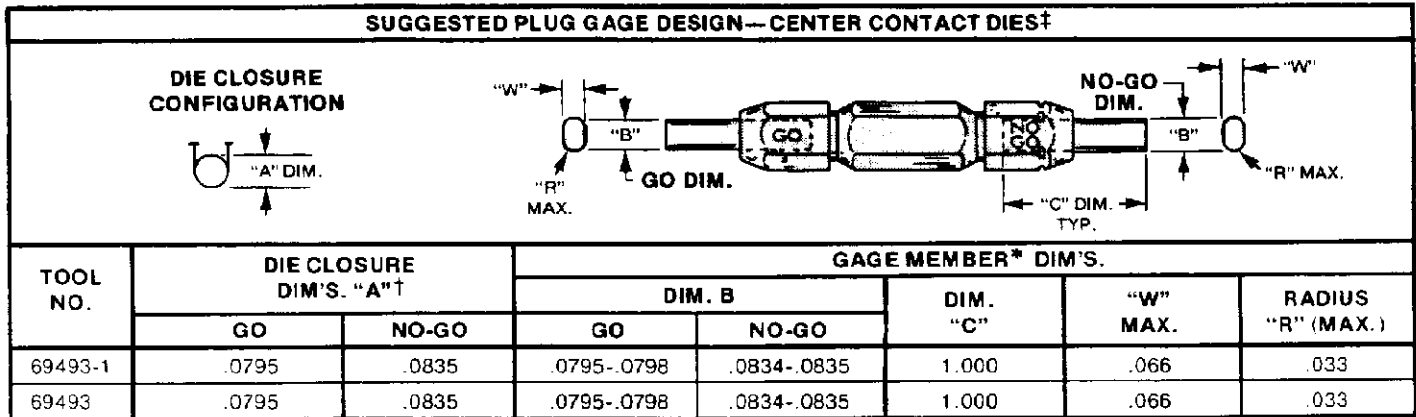 SUGGESTED PLUG GAGE DESIGN—CENTER CONTACT DIES‡
DIE CLOSURE
CONFIGURATION
"A" DIM.
"W"
"B"
"R"
MAX.
GO DIM.
GO
NO-GO
DIM.
NO
GO
"B"
"W"
"R" MAX.
"C" DIM.
TYP.
TOOL
NO.
DIE CLOSURE
DIM'S. "A"†
GAGE MEMBER* DIM'S.
DIM. B
DIM.
"C"
"W"
MAX.
RADIUS
"R" (MAX.)
GO NO-GO GO NO-GO
69493-1 .0795 .0835 .0795-.0798 .0834-.0835 1.000 .066 .033
69493 .0795 .0835 .0795-.0798 .0834-.0835 1.000 .066 .033